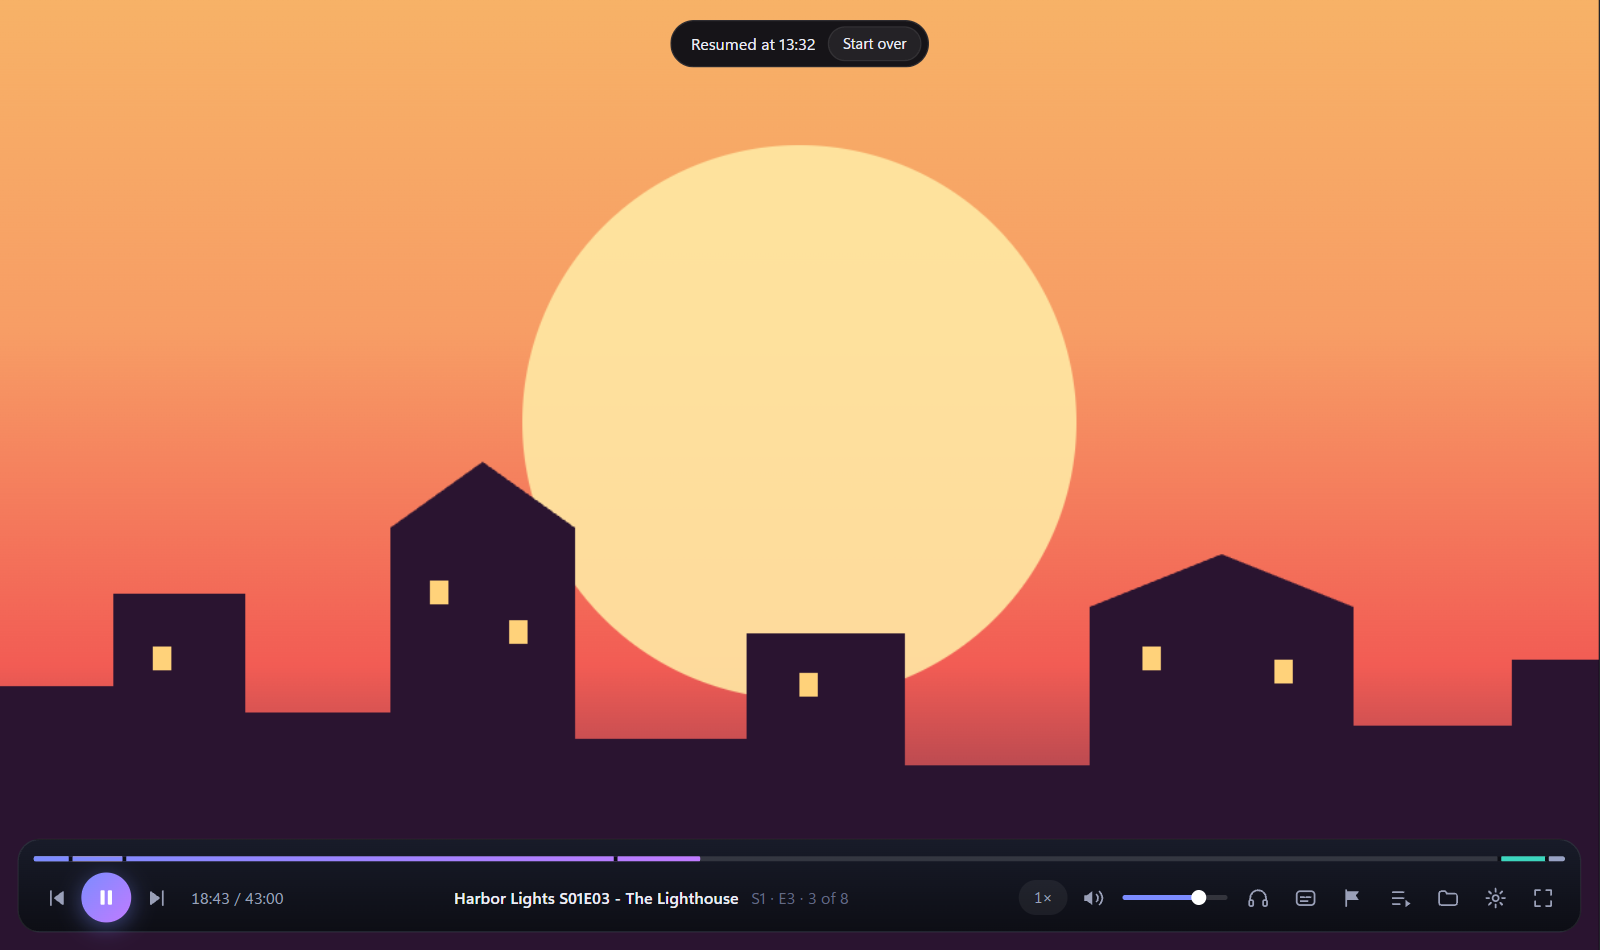 Resumed at 13:32 Start over
18:43 / 43:00 Harbor Lights S01E03 - The Lighthouse S1 · E3 · 3 of 8 1×